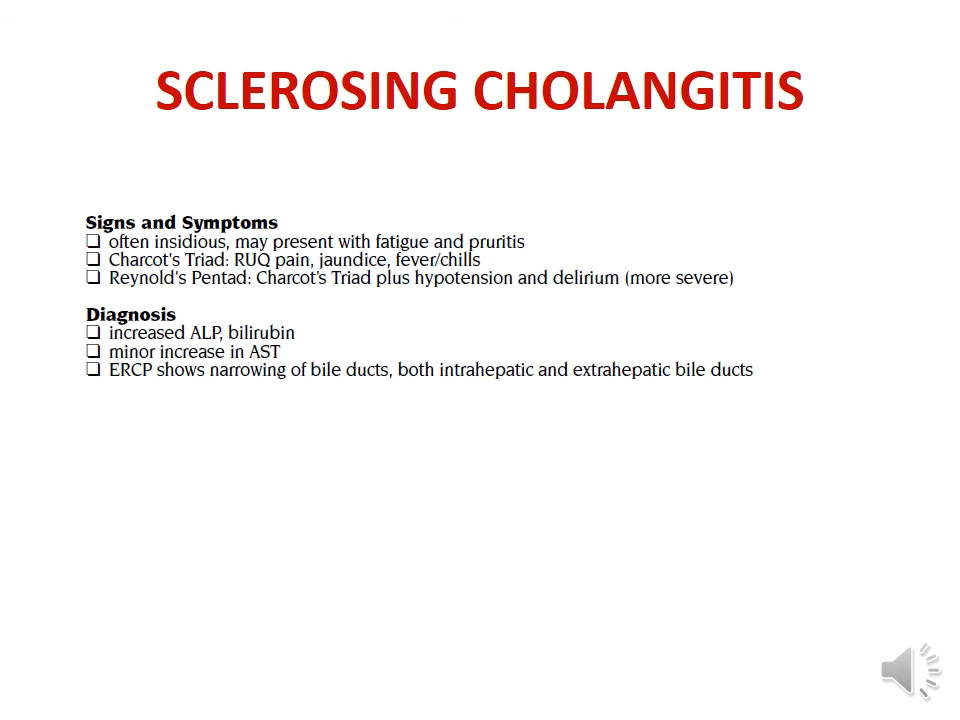 SCLEROSING CHOLANGITIS
Signs and Symptoms
❏ often insidious, may present with fatigue and pruritis
❏ Charcot's Triad: RUQ pain, jaundice, fever/chills
❏ Reynold's Pentad: Charcot's Triad plus hypotension and delirium (more severe)
Diagnosis
❏ increased ALP, bilirubin
❏ minor increase in AST
❏ ERCP shows narrowing of bile ducts, both intrahepatic and extrahepatic bile ducts